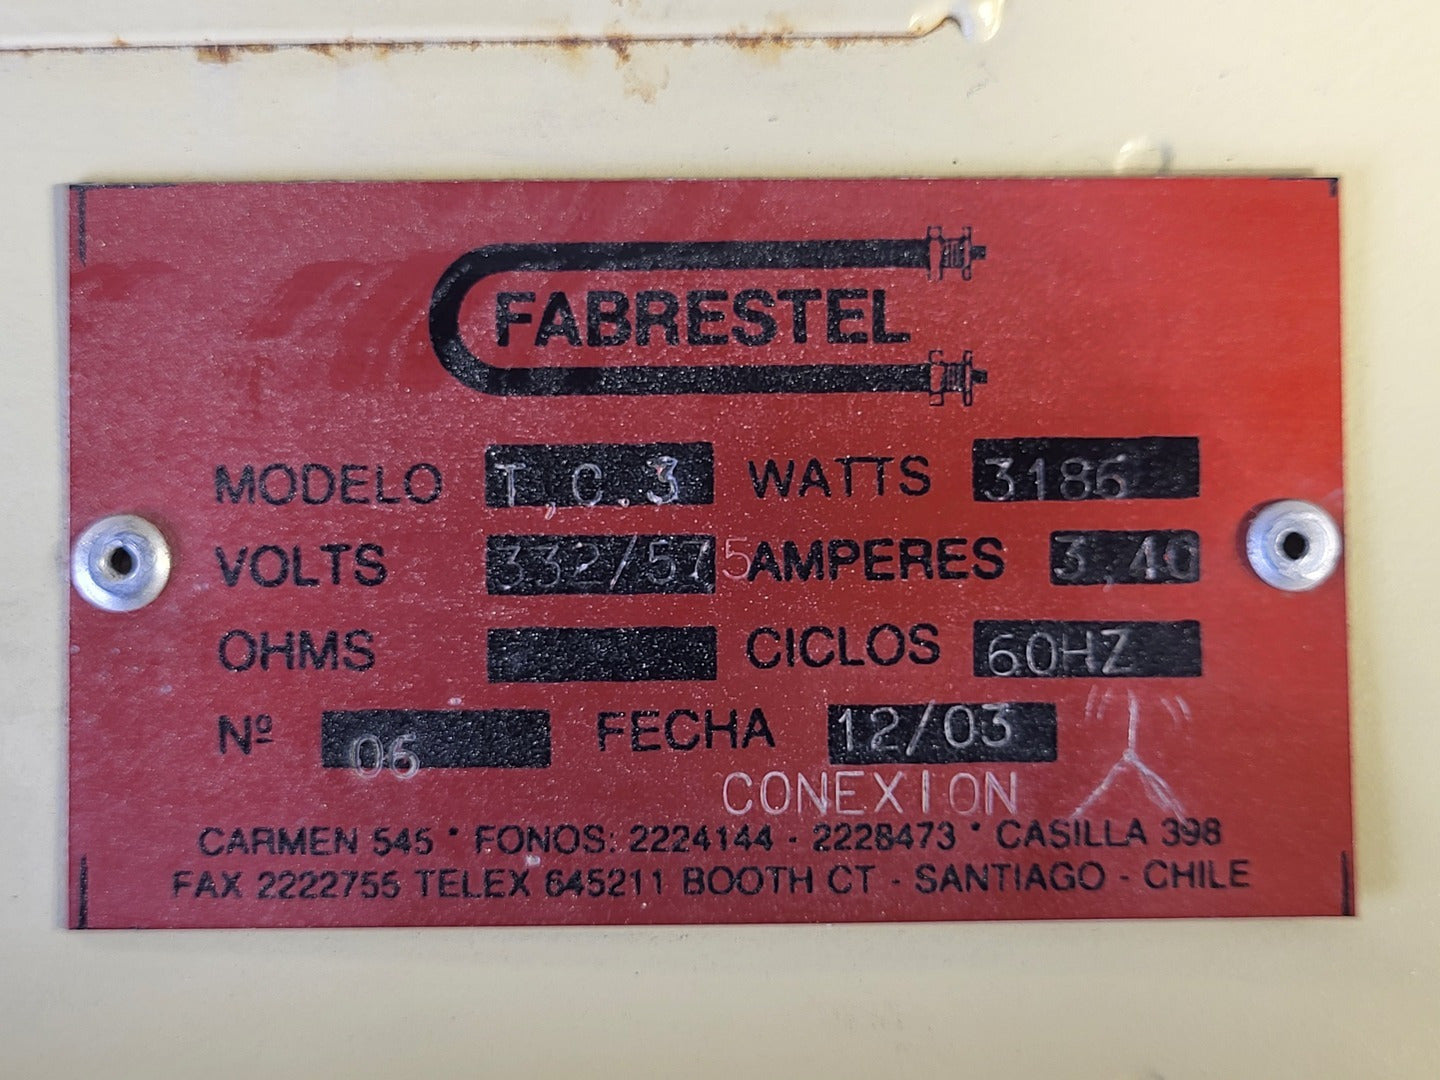 FABRESTEL
MODELO T,C.3 WATTS 3186
VOLTS 332/575 AMPERES 3,40
OHMS CICLOS 60HZ
Nº 06 FECHA 12/03
CONEXION
CARMEN 545 * FONOS: 2224144 - 2228473 * CASILLA 398
FAX 2222755 TELEX 645211 BOOTH CT - SANTIAGO - CHILE